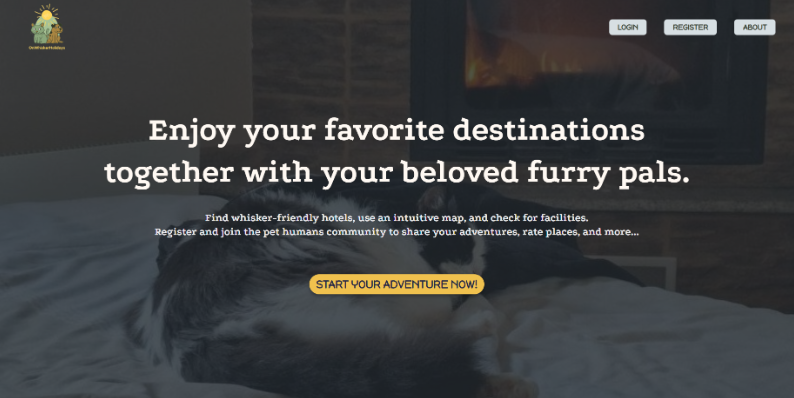 LOGIN
REGISTER
ABOUT
Enjoy your favorite destinations
together with your beloved furry pals.
Find whisker-friendly hotels, use an intuitive map, and check for facilities.
Register and join the pet humans community to share your adventures, rate places, and more...
START YOUR ADVENTURE NOW!